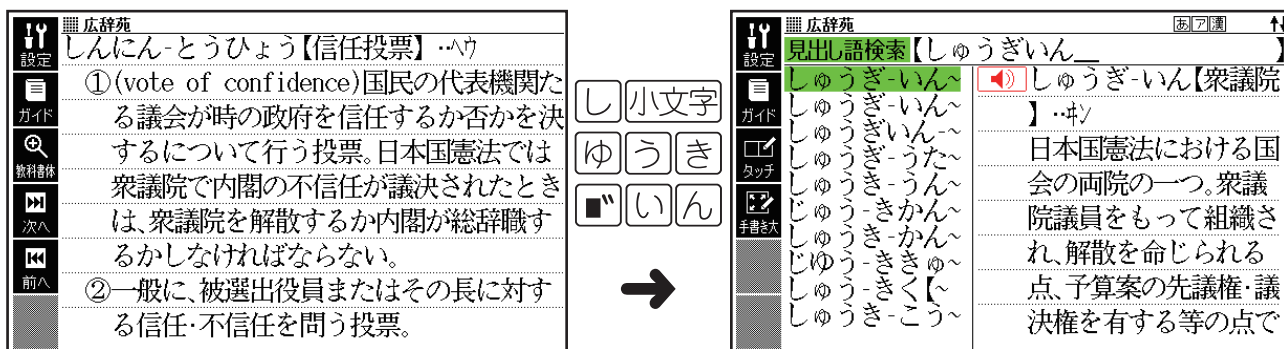 広辞苑
設定
ガイド
教科書体
次へ
前へ
しんにん-とうひょう【信任投票】‥ヘウ
①(vote of confidence)国民の代表機関た
る議会が時の政府を信任するか否かを決
するについて行う投票。日本国憲法では
衆議院で内閣の不信任が議決されたとき
は、衆議院を解散するか内閣が総辞職す
るかしなければならない。
②一般に、被選出役員またはその長に対す
る信任・不信任を問う投票。
し 小文字
ゆ う き
゛ い ん
広辞苑
あ ア 漢
設定
ガイド
タッチ
手書き大
見出し語検索【しゅうぎいん_ 】
しゅうぎ-いん~
しゅうぎ-いん~
しゅうぎいん-~
しゅうぎ-うた~
しゅうき-うん~
じゅう-きかん~
しゅうき-かん~
じゆう-ききゅ~
しゅう-きく【~
しゅうき-こう~
しゅうぎ-いん【衆議院
】‥ヰン
日本国憲法における国
会の両院の一つ。衆議
院議員をもって組織さ
れ、解散を命じられる
点、予算案の先議権・議
決権を有する等の点で